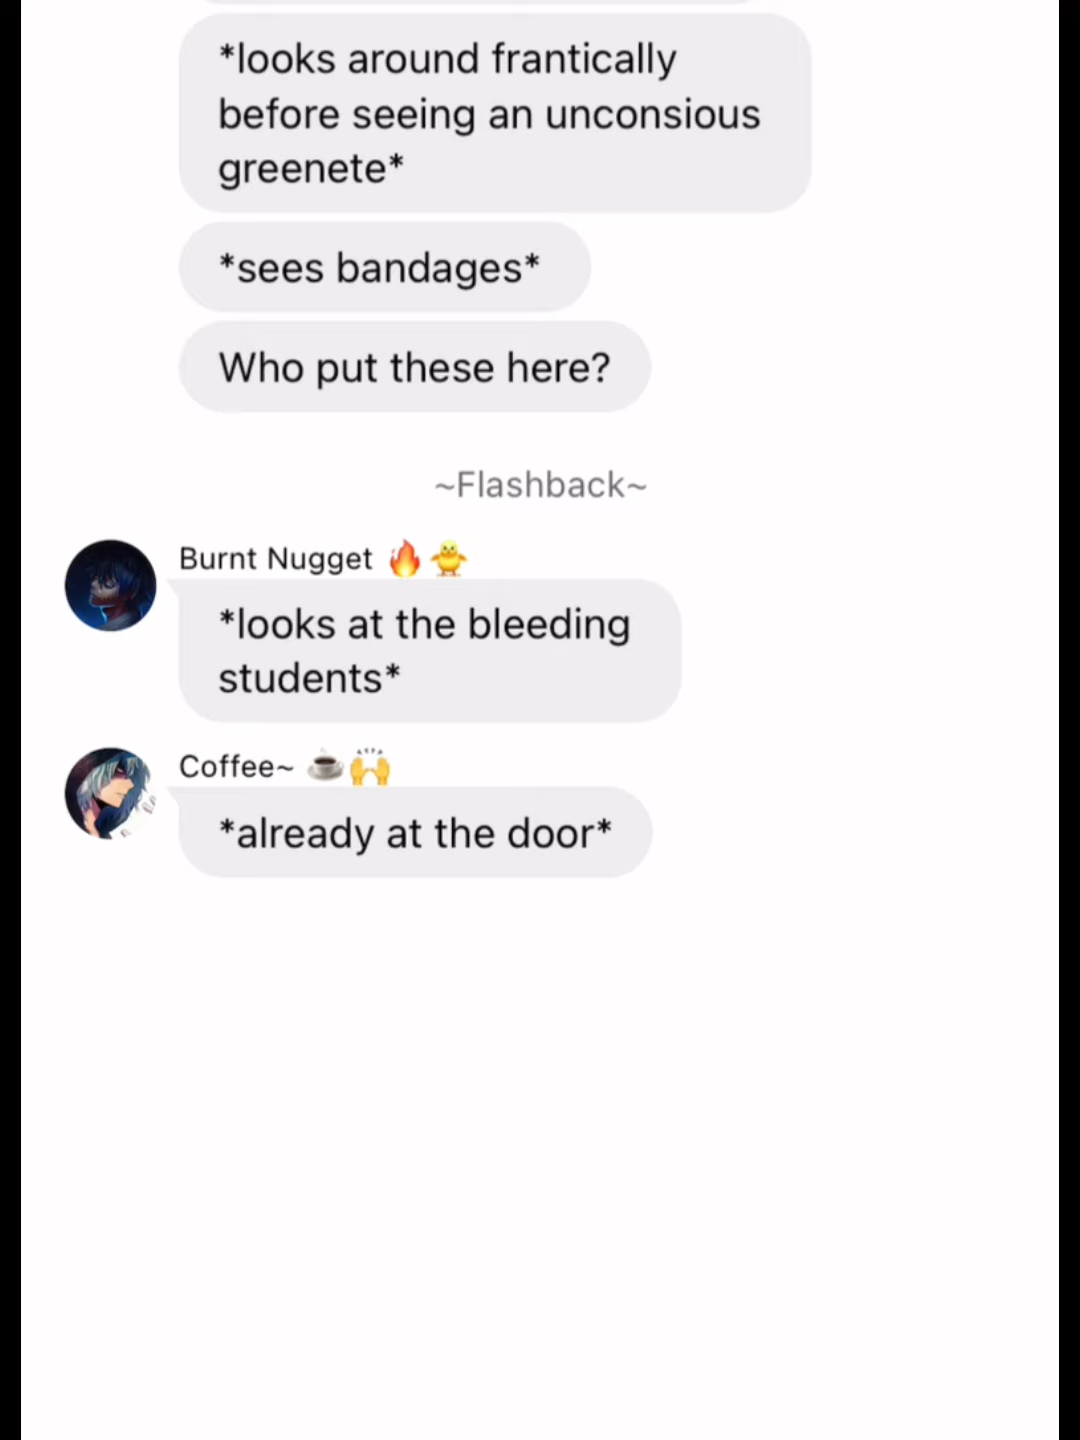 *looks around frantically
before seeing an unconsious
greenete*
*sees bandages*
Who put these here?
~Flashback~
Burnt Nugget 🔥🐥
*looks at the bleeding
students*
Coffee~ ☕🙌
*already at the door*